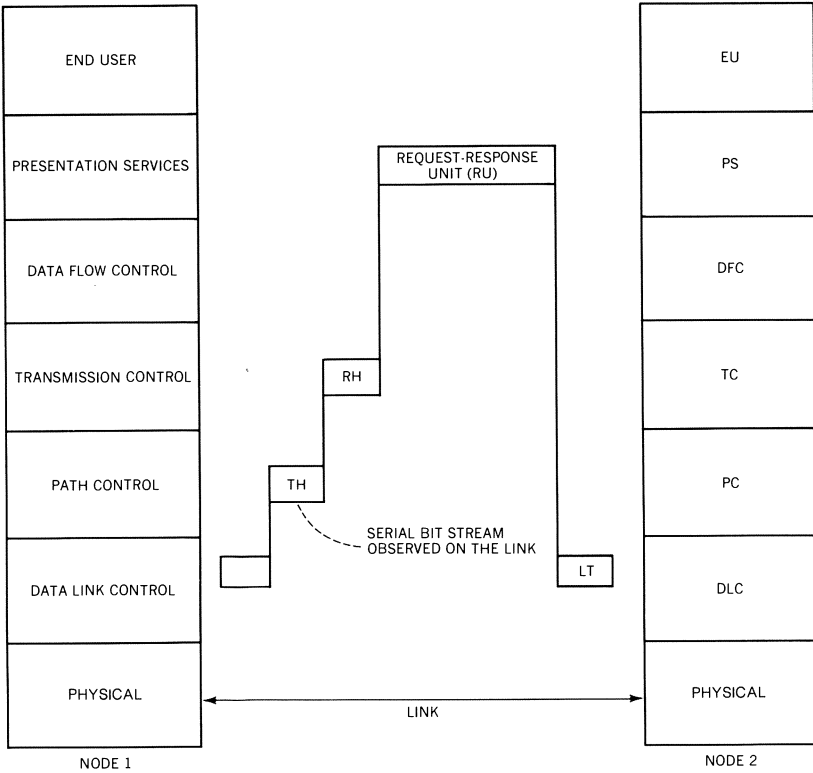 END USER
EU
PRESENTATION SERVICES
REQUEST-RESPONSE
UNIT (RU)
PS
DATA FLOW CONTROL
DFC
TRANSMISSION CONTROL
RH
TC
PATH CONTROL
TH
PC
SERIAL BIT STREAM
OBSERVED ON THE LINK
DATA LINK CONTROL
LT
DLC
PHYSICAL
LINK
PHYSICAL
NODE 1
NODE 2